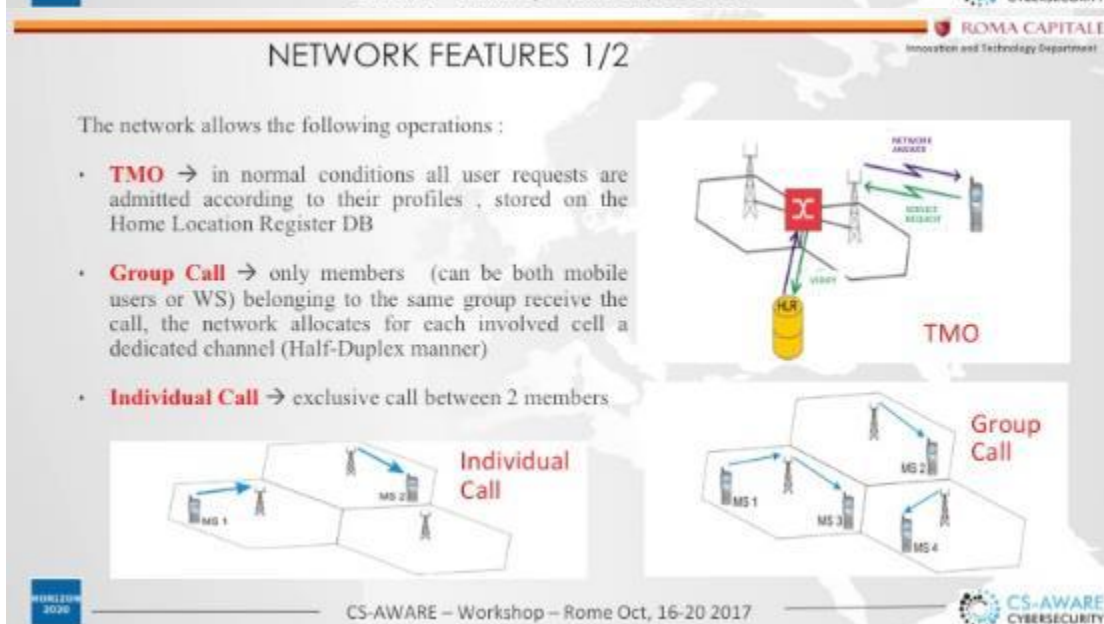 CYBERSECURITY
ROMA CAPITALE
Innovation and Technology Department
NETWORK FEATURES 1/2
The network allows the following operations :
• TMO → in normal conditions all user requests are
admitted according to their profiles , stored on the
Home Location Register DB
• Group Call → only members (can be both mobile
users or WS) belonging to the same group receive the
call, the network allocates for each involved cell a
dedicated channel (Half-Duplex manner)
• Individual Call → exclusive call between 2 members
NETWORK
ANSWER
SERVICE
REQUEST
VERIFY
HLR
TMO
Individual
Call
MS 1
MS 2
Group
Call
MS 1
MS 2
MS 3
MS 4
HORIZON
2020
CS-AWARE – Workshop – Rome Oct, 16-20 2017
CS-AWARE
CYBERSECURITY